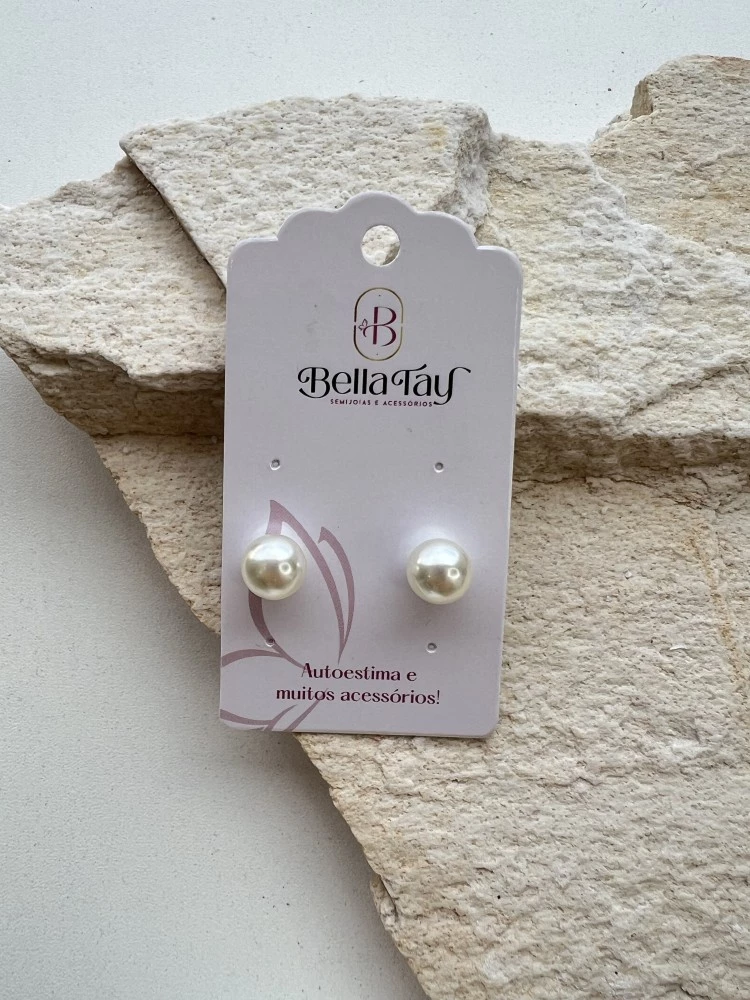 B
BellaTay
SEMIJOIAS E ACESSÓRIOS
Autoestima e
muitos acessórios!